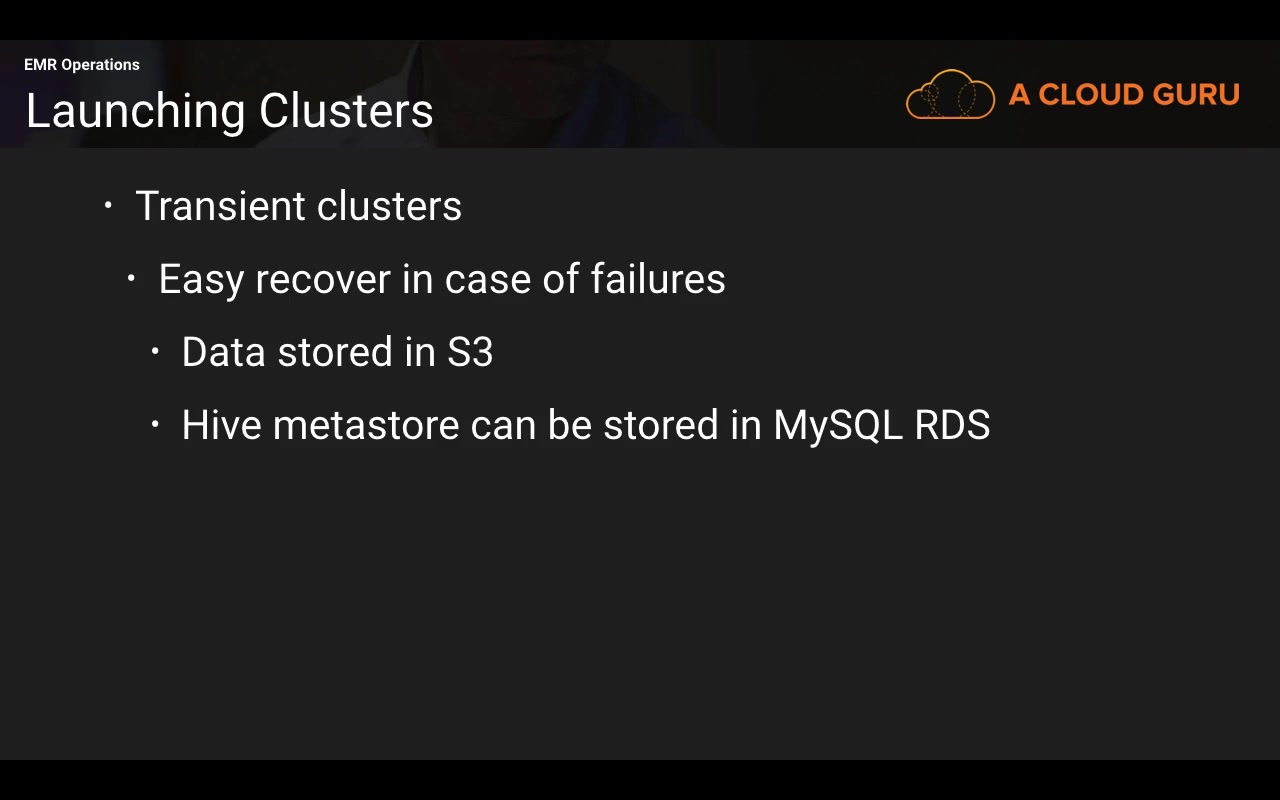 EMR Operations
Launching Clusters
A CLOUD GURU
• Transient clusters
• Easy recover in case of failures
• Data stored in S3
• Hive metastore can be stored in MySQL RDS